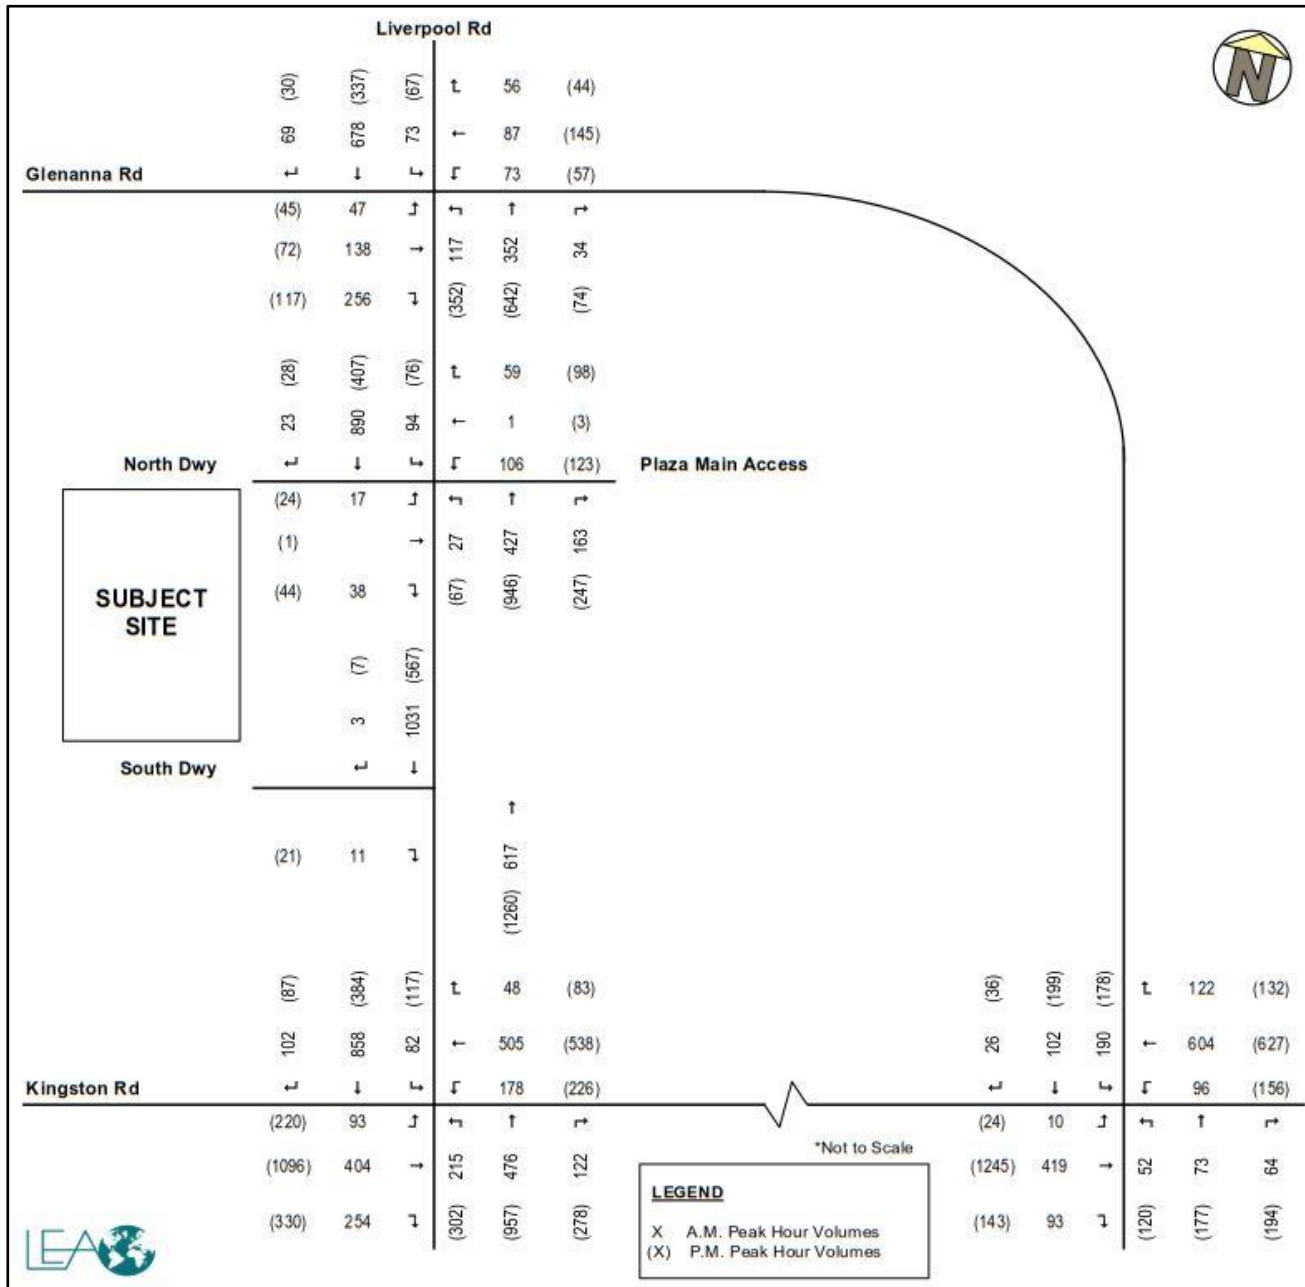 Liverpool Rd
N
(30) (337) (67) ↰ 56 (44)
69 678 73 ← 87 (145)
Glenanna Rd ↵ ↓ ↳ ↲ 73 (57)
(45) 47 ↱ ↰ ↑ ↱
(72) 138 → 117 352 34
(117) 256 ↴ (352) (642) (74)
(28) (407) (76) ↰ 59 (98)
23 890 94 ← 1 (3)
North Dwy ↵ ↓ ↳ ↲ 106 (123) Plaza Main Access
(24) 17 ↱ ↰ ↑ ↱
(1) → 27 427 163
(44) 38 ↴ (67) (946) (247)
SUBJECT
SITE
(7) (567)
3 1031
South Dwy ↵ ↓
↑
(21) 11 ↴ 617
(1260)
(87) (384) (117) ↰ 48 (83)
102 858 82 ← 505 (538)
Kingston Rd ↵ ↓ ↳ ↲ 178 (226)
(220) 93 ↱ ↰ ↑ ↱
(1096) 404 → 215 476 122
(330) 254 ↴ (302) (957) (278)
(36) (199) (178) ↰ 122 (132)
26 102 190 ← 604 (627)
↵ ↓ ↳ ↲ 96 (156)
(24) 10 ↱ ↰ ↑ ↱
(1245) 419 → 52 73 64
(143) 93 ↴ (120) (177) (194)
*Not to Scale
LEGEND
X A.M. Peak Hour Volumes
(X) P.M. Peak Hour Volumes
LEA